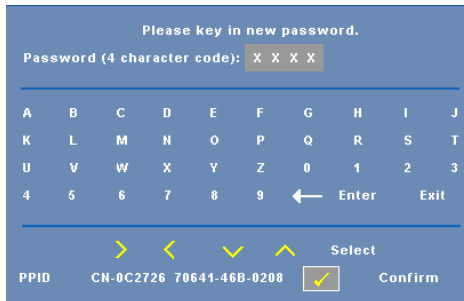 Please key in new password.
Password (4 character code): X X X X
A B C D E F G H I J
K L M N O P Q R S T
U V W X Y Z 0 1 2 3
4 5 6 7 8 9 Enter Exit
Select
PPID CN-0C2726 70641-46B-0208 Confirm